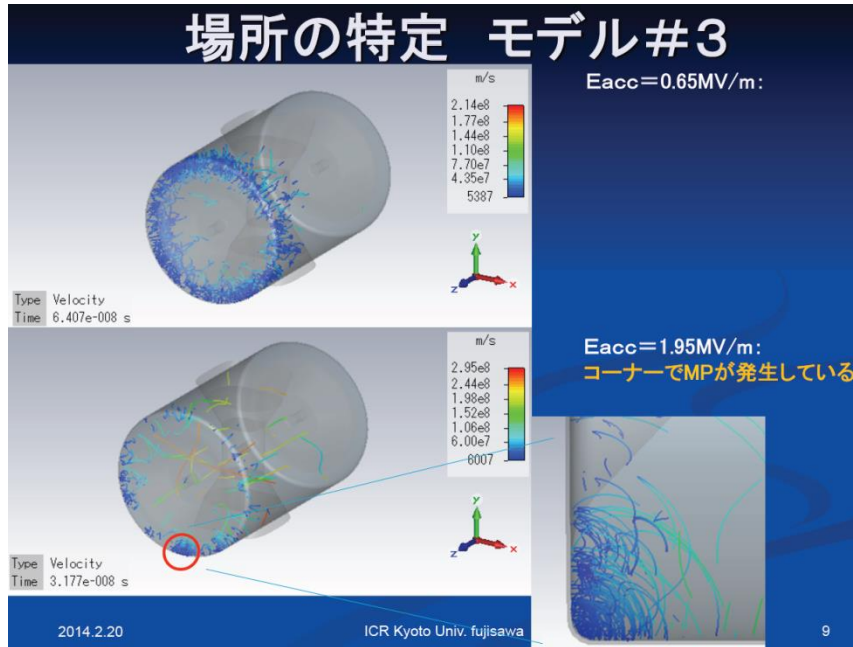 場所の特定 モデル＃３
m/s
2.14e8
1.77e8
1.44e8
1.10e8
7.70e7
4.35e7
5387
y
z
x
Type Velocity
Time 6.407e-008 s
Eacc＝0.65MV/m：
m/s
2.95e8
2.44e8
1.98e8
1.52e8
1.06e8
6.00e7
6007
y
z
x
Type Velocity
Time 3.177e-008 s
Eacc＝1.95MV/m：
コーナーでMPが発生している
2014.2.20
ICR Kyoto Univ. fujisawa
9